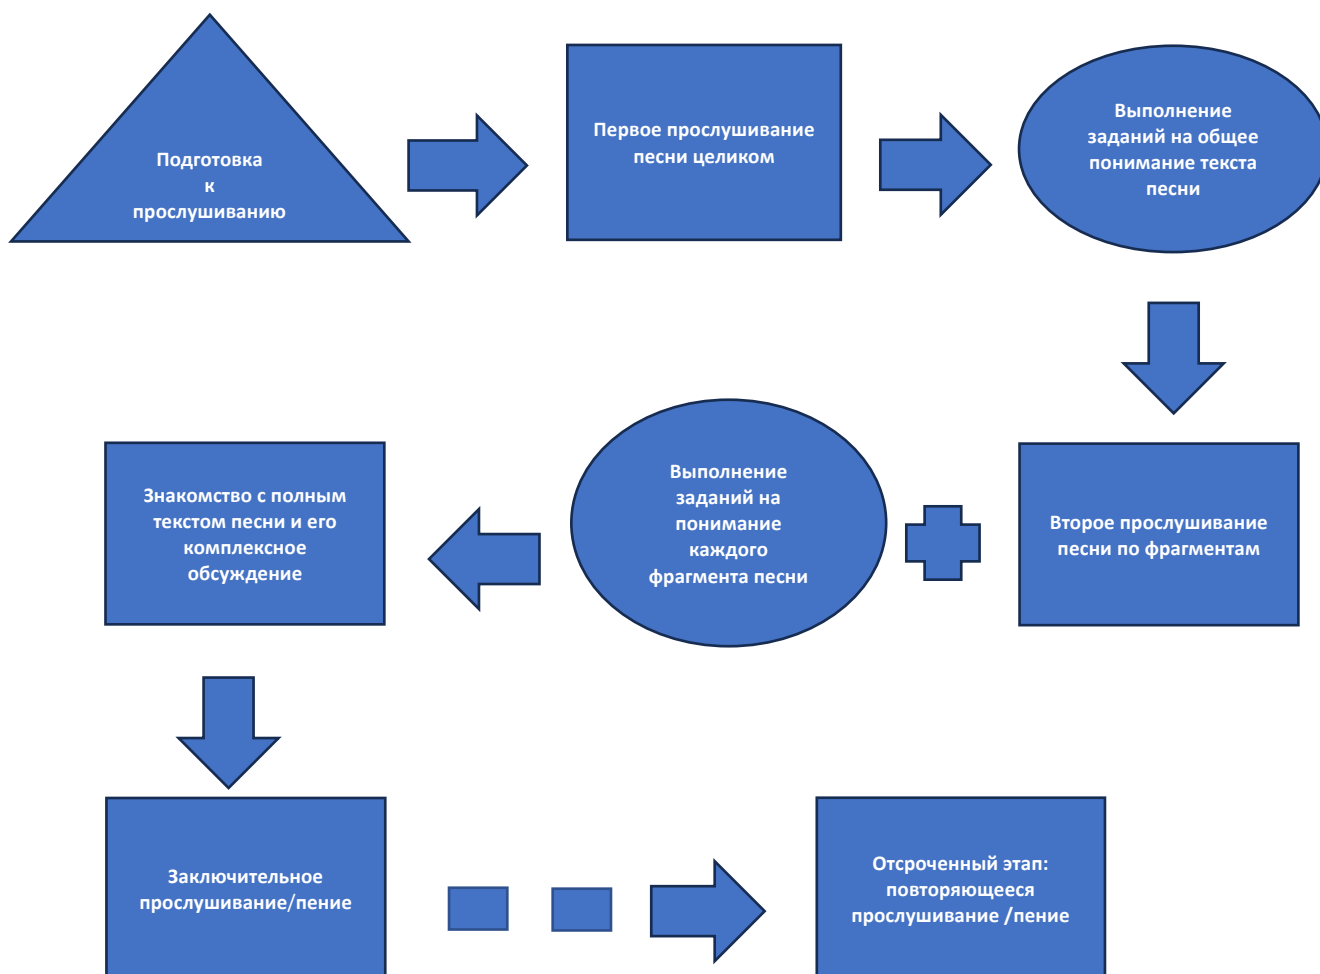 Подготовка
к
прослушиванию
Первое прослушивание
песни целиком
Выполнение
заданий на общее
понимание текста
песни
Второе прослушивание
песни по фрагментам
Выполнение
заданий на
понимание
каждого
фрагмента песни
Знакомство с полным
текстом песни и его
комплексное
обсуждение
Заключительное
прослушивание/пение
Отсроченный этап:
повторяющееся
прослушивание /пение